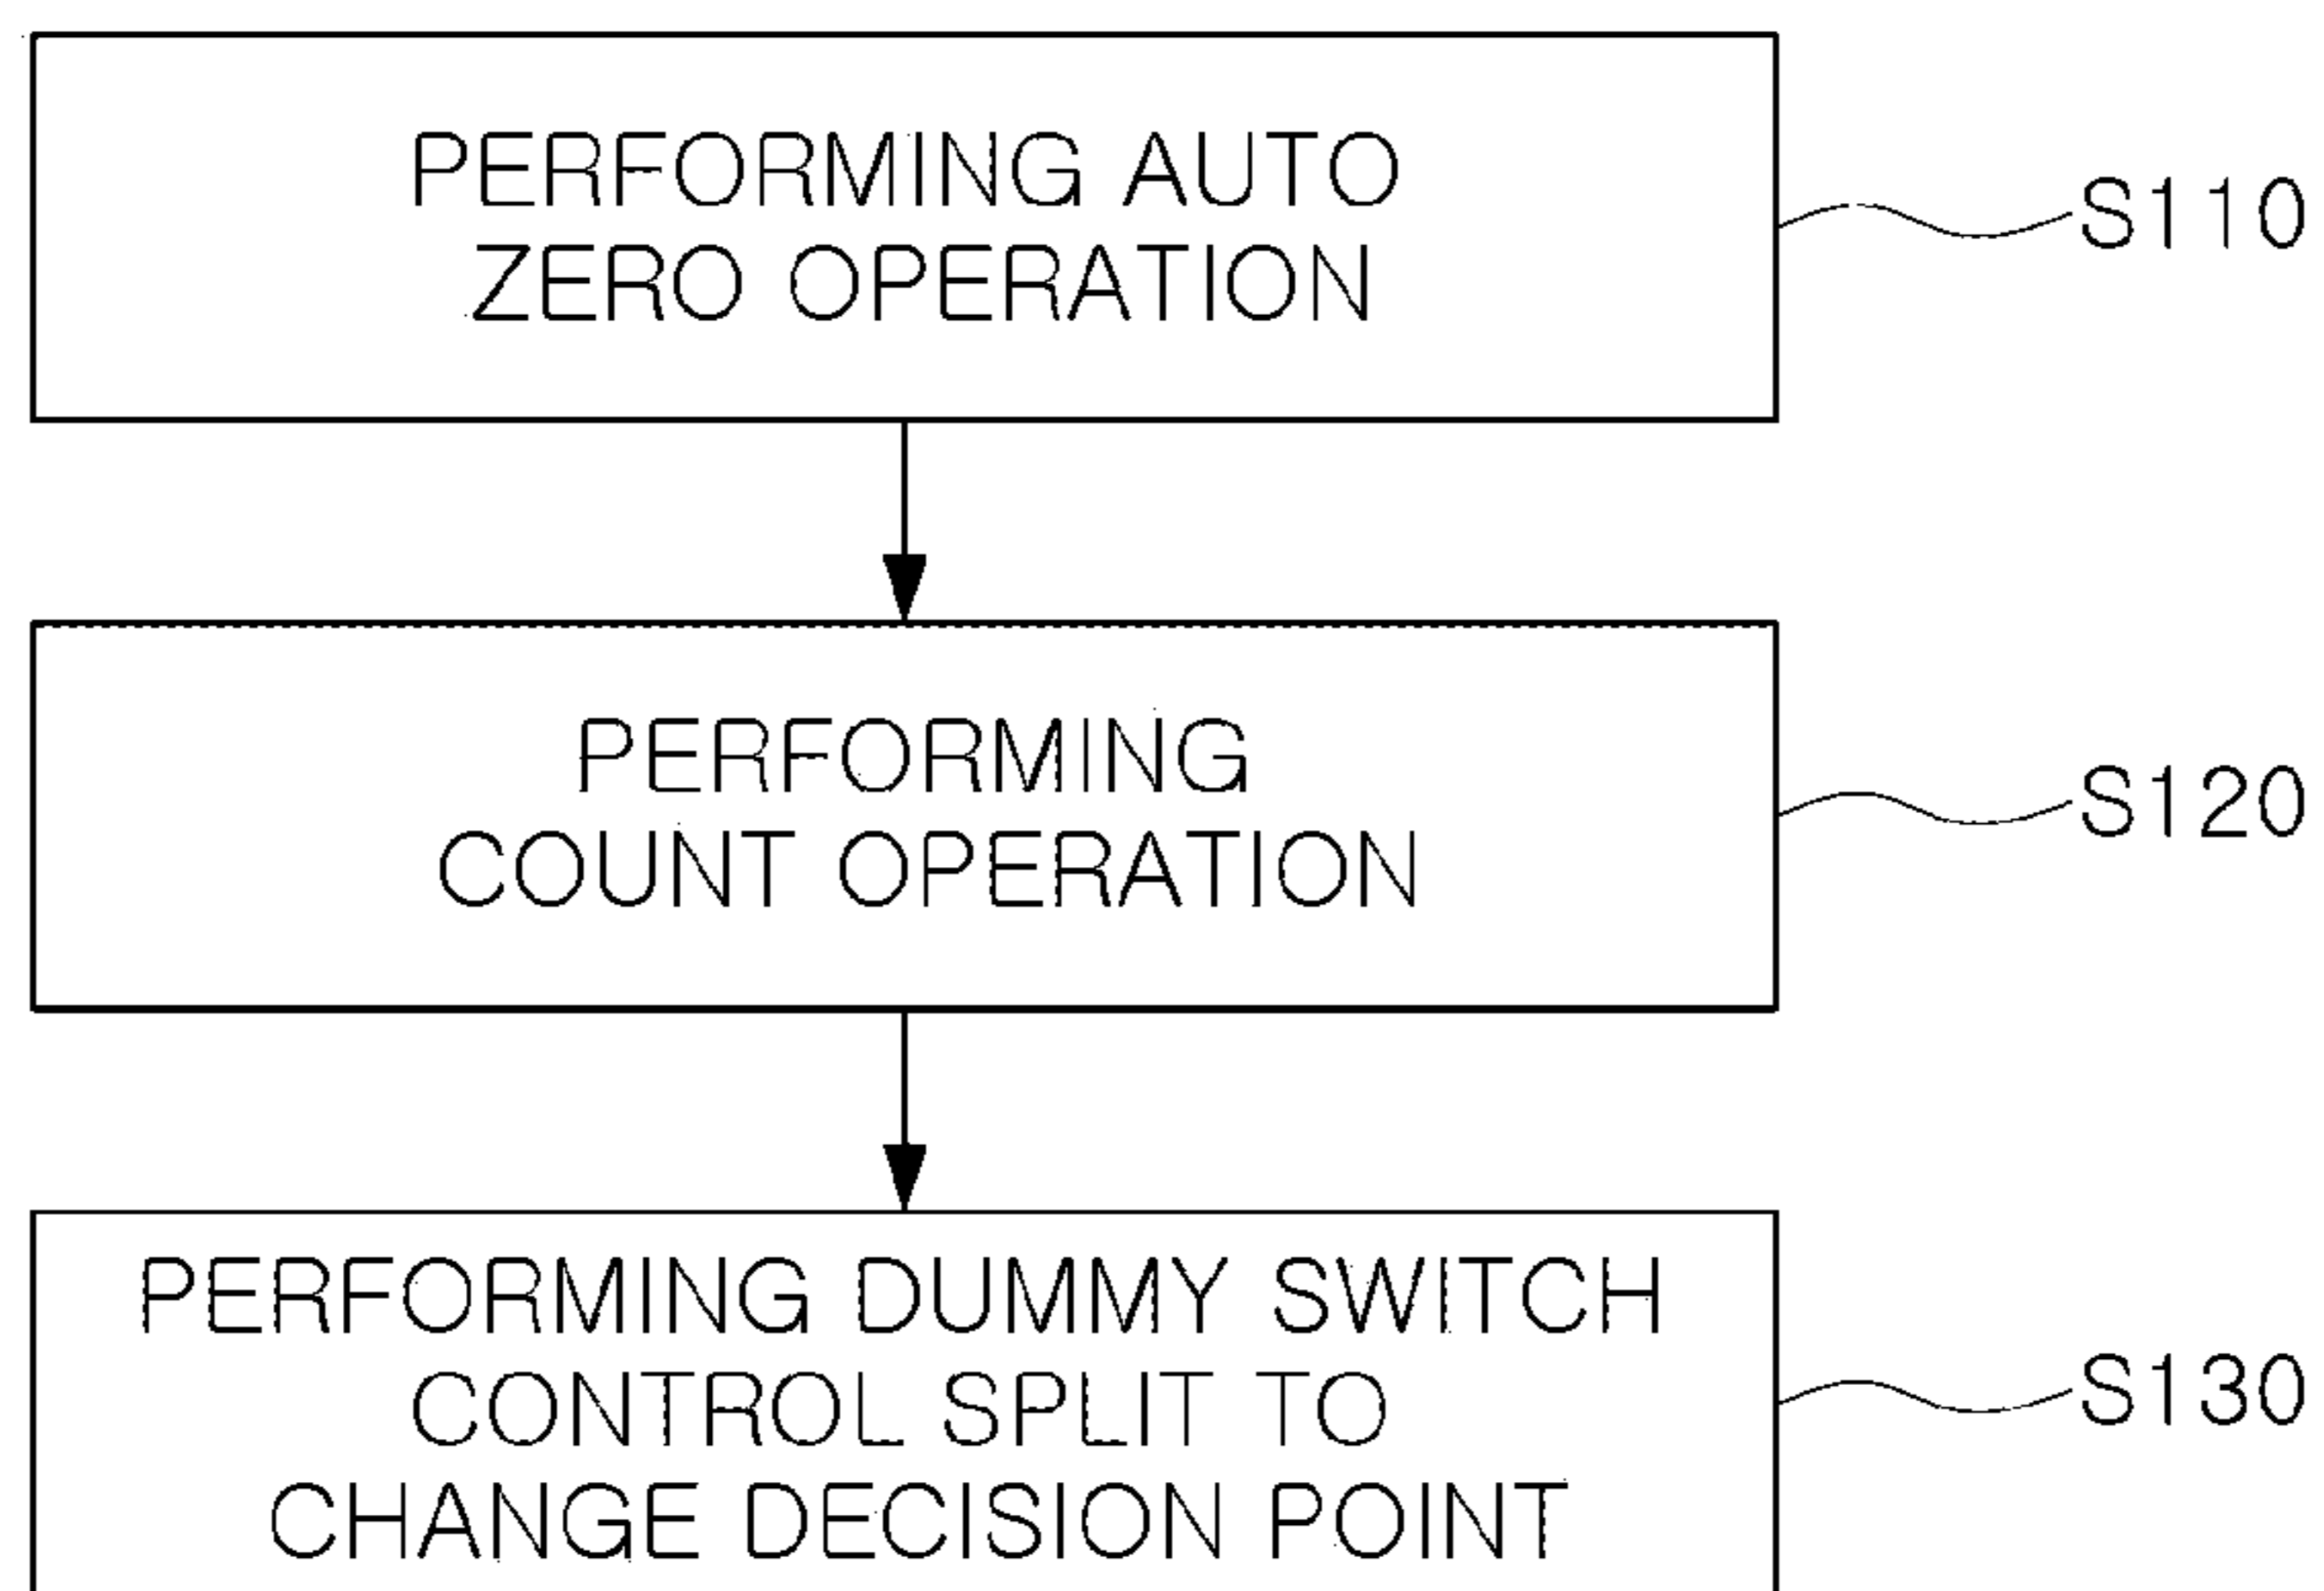 PERFORMING AUTO
ZERO OPERATION
S110
PERFORMING
COUNT OPERATION
S120
PERFORMING DUMMY SWITCH
CONTROL SPLIT TO
CHANGE DECISION POINT
S130